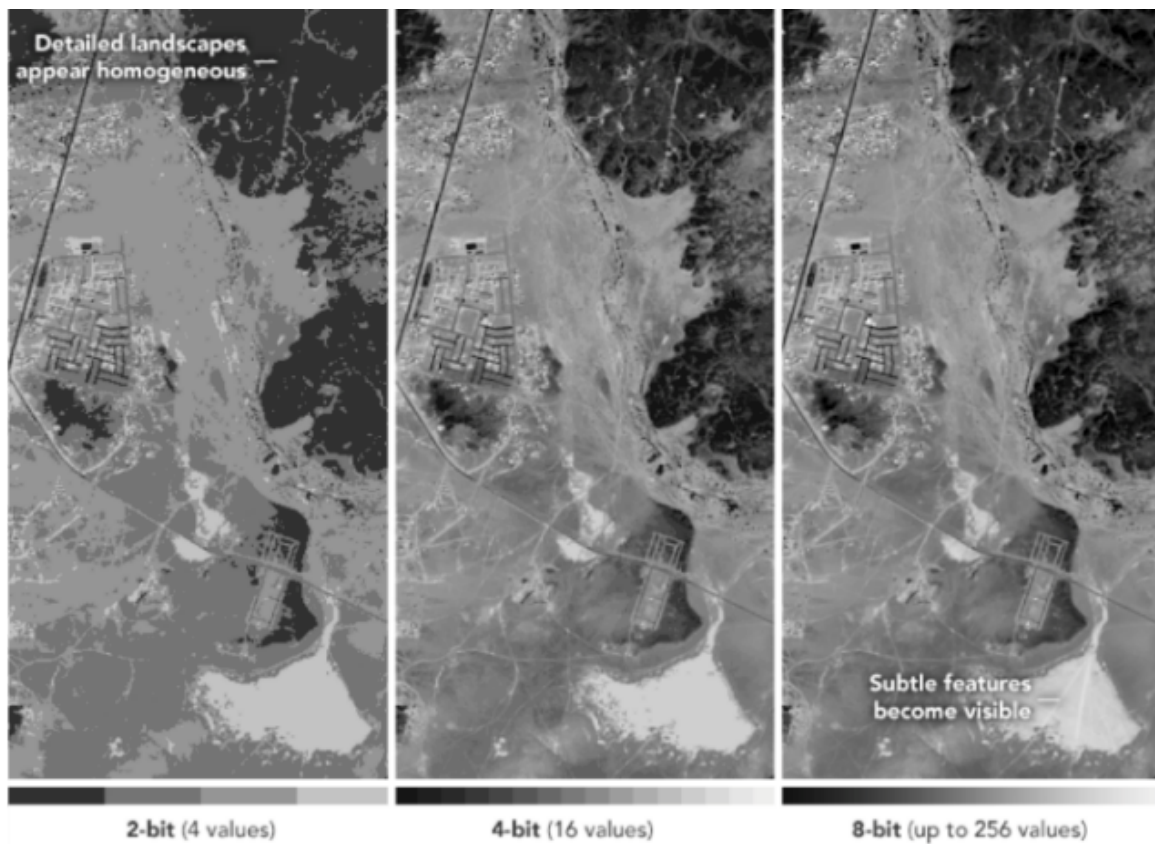 Detailed landscapes
appear homogeneous
Subtle features
become visible
2-bit (4 values)
4-bit (16 values)
8-bit (up to 256 values)